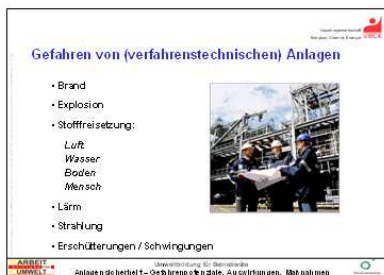 Gefahren von (verfahrenstechnischen) Anlagen
• Brand
• Explosion
• Stofffreisetzung:
Luft
Wasser
Boden
Mensch
• Lärm
• Strahlung
• Erschütterungen / Schwingungen
ARBEIT
UMWELT
Umweltbildung für Betriebsräte
Anlagensicherheit – Gefahrenpotenziale, Auswirkungen, Maßnahmen